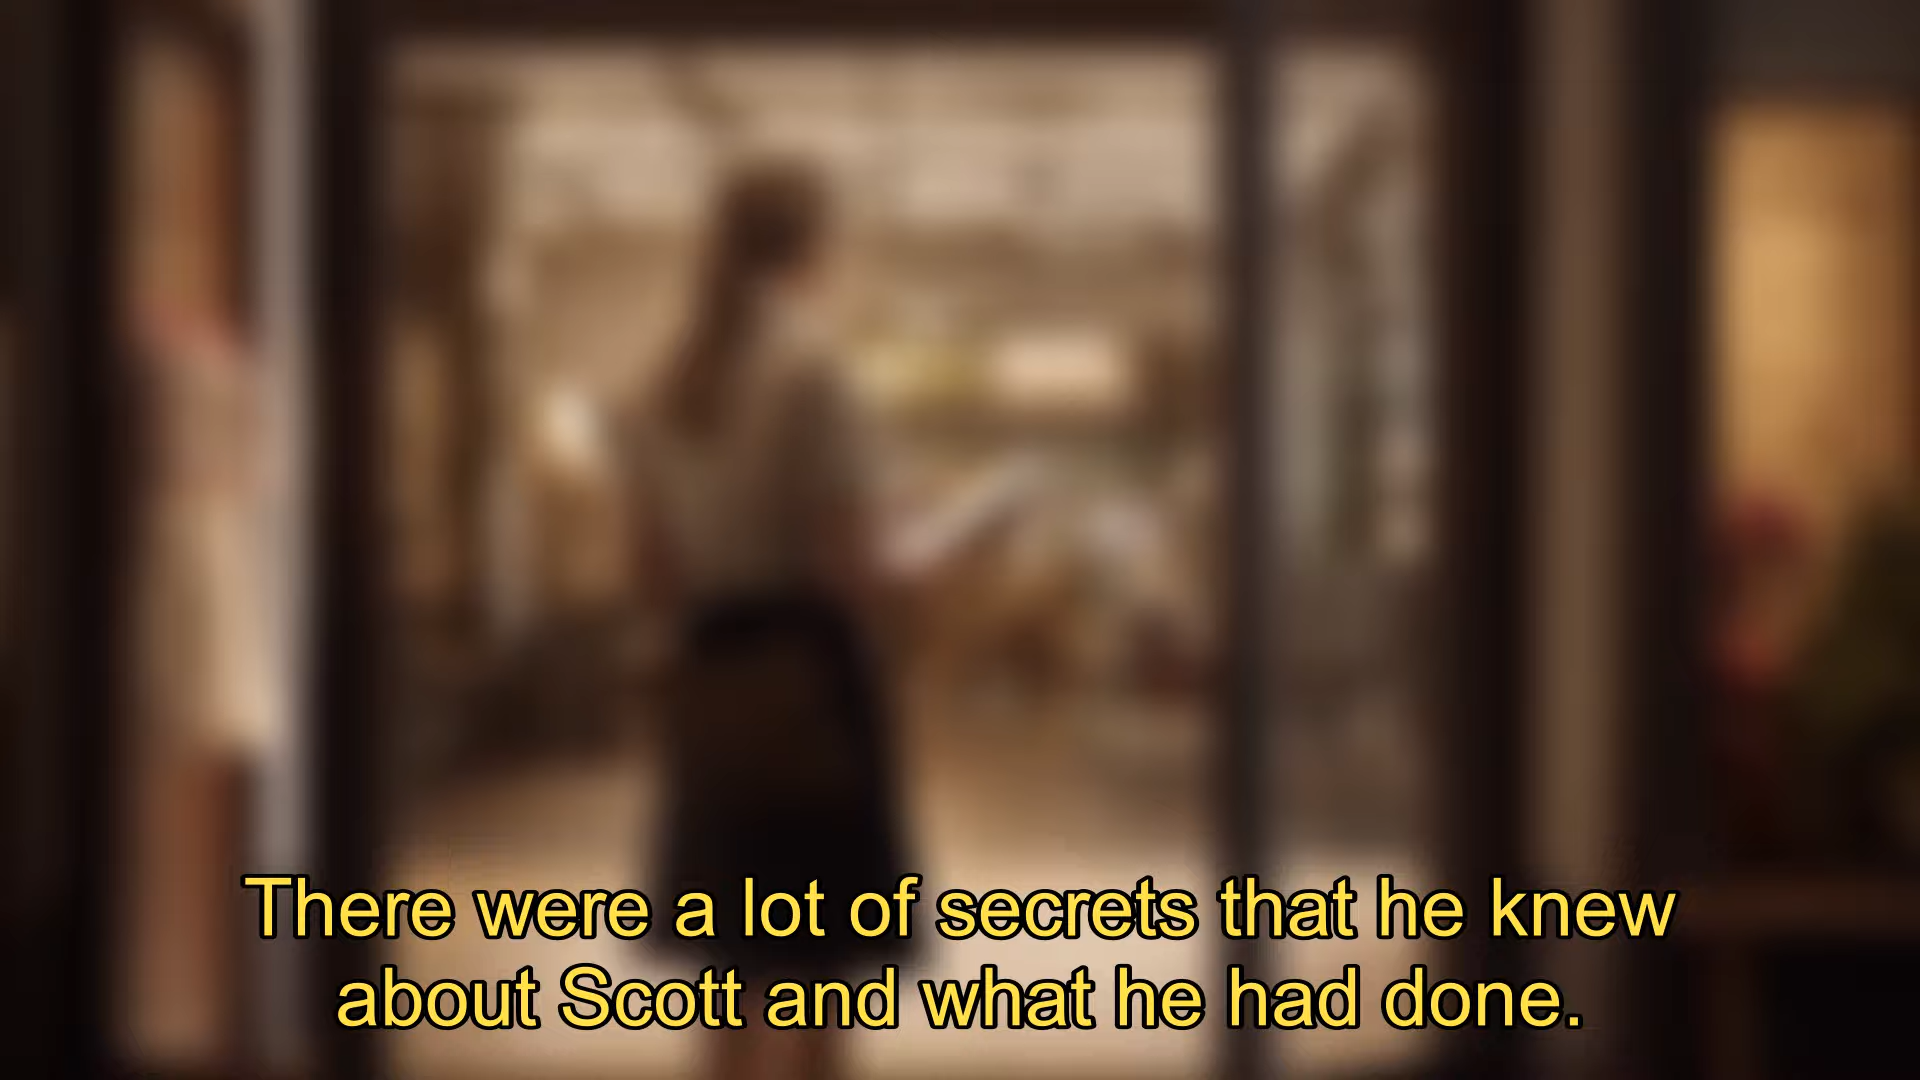 There were a lot of secrets that he knew
about Scott and what he had done.